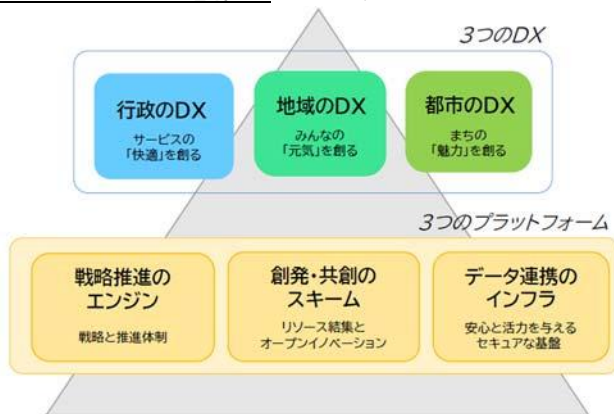 3つのDX
行政のDX
サービスの
「快適」を創る
地域のDX
みんなの
「元気」を創る
都市のDX
まちの
「魅力」を創る
3つのプラットフォーム
戦略推進の
エンジン
戦略と推進体制
創発・共創の
スキーム
リソース結集と
オープンイノベーション
データ連携の
インフラ
安心と活力を与える
セキュアな基盤